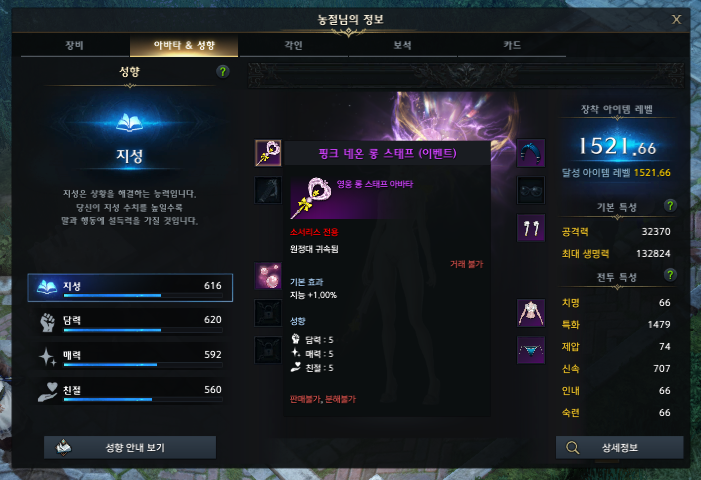 농절님의 정보
X
장비
아바타 & 성향
각인
보석
카드
성향
?
지성
지성은 상황을 해결하는 능력입니다.
당신이 지성 수치를 높일수록
말과 행동에 설득력을 가질 것입니다.
지성 616
담력 620
매력 592
친절 560
성향 안내 보기
핑크 네온 롱 스태프 (이벤트)
영웅 롱 스태프 아바타
소서리스 전용
원정대 귀속됨
거래 불가
기본 효과
지능 +1.00%
성향
담력 : 5
매력 : 5
친절 : 5
판매불가, 분해불가
장착 아이템 레벨
1521.66
달성 아이템 레벨 1521.66
기본 특성
?
공격력 32370
최대 생명력 132824
전투 특성
?
치명 66
특화 1479
제압 74
신속 707
인내 66
숙련 66
상세정보